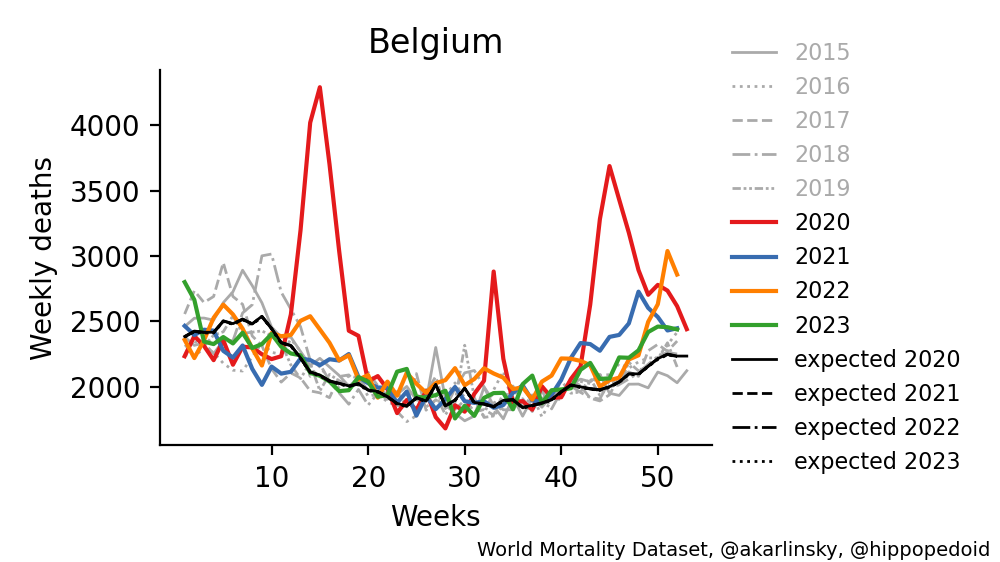 Belgium
Weekly deaths
4000
3500
3000
2500
2000
10 20 30 40 50
Weeks
2015
2016
2017
2018
2019
2020
2021
2022
2023
expected 2020
expected 2021
expected 2022
expected 2023
World Mortality Dataset, @akarlinsky, @hippopedoid